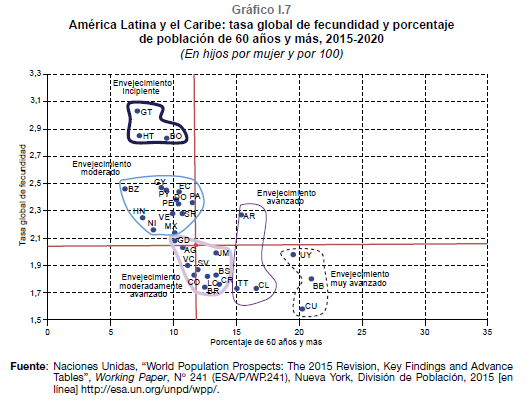 Gráfico I.7
América Latina y el Caribe: tasa global de fecundidad y porcentaje
de población de 60 años y más, 2015-2020
(En hijos por mujer y por 100)
Tasa global de fecundidad
3,3
3,1
2,9
2,7
2,5
2,3
2,1
1,9
1,7
1,5
Envejecimiento
incipiente
GT
HT
BO
Envejecimiento
moderado
BZ
GY
EC
PY
DO
PA
PE
HN
VE
SR
NI
MX
Envejecimiento avanzado
AR
GD
AG
JM
VC
SV
BS
CO
LC
CR
BR
TT
CL
Envejecimiento
moderadamente
avanzado
UY
BB
CU
Envejecimiento
muy avanzado
0
5
10
15
20
25
30
35
Porcentaje de 60 años y más
Fuente: Naciones Unidas, “World Population Prospects: The 2015 Revision, Key Findings and Advance
Tables”, Working Paper, N° 241 (ESA/P/WP.241), Nueva York, División de Población, 2015 [en
línea] http://esa.un.org/unpd/wpp/.